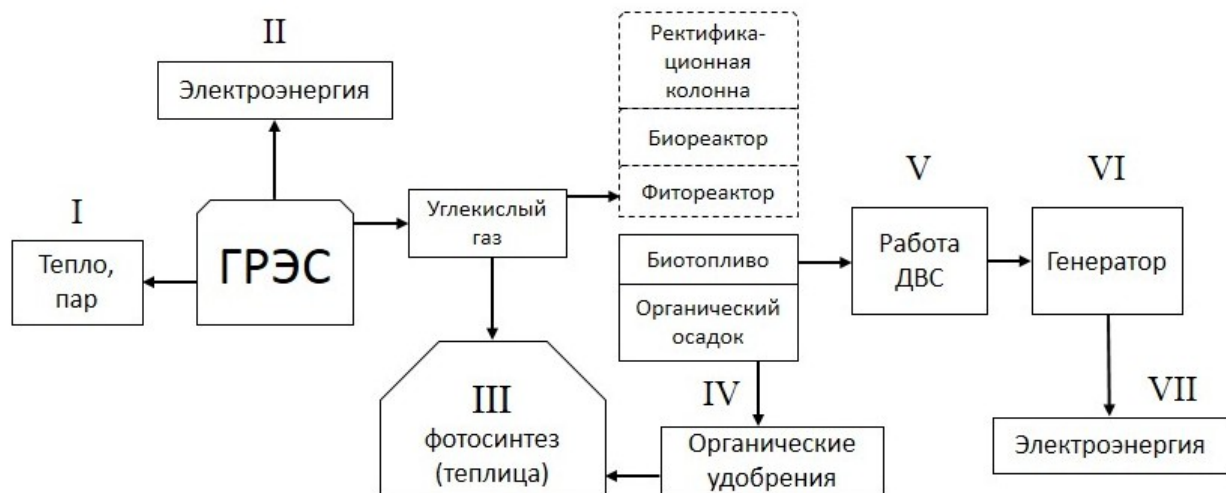 II
Электроэнергия
I
Тепло,
пар
ГРЭС
Углекислый
газ
Ректифика-
ционная
колонна
Биореактор
Фитореактор
Биотопливо
Органический
осадок
V
Работа
ДВС
VI
Генератор
III
фотосинтез
(теплица)
IV
Органические
удобрения
VII
Электроэнергия